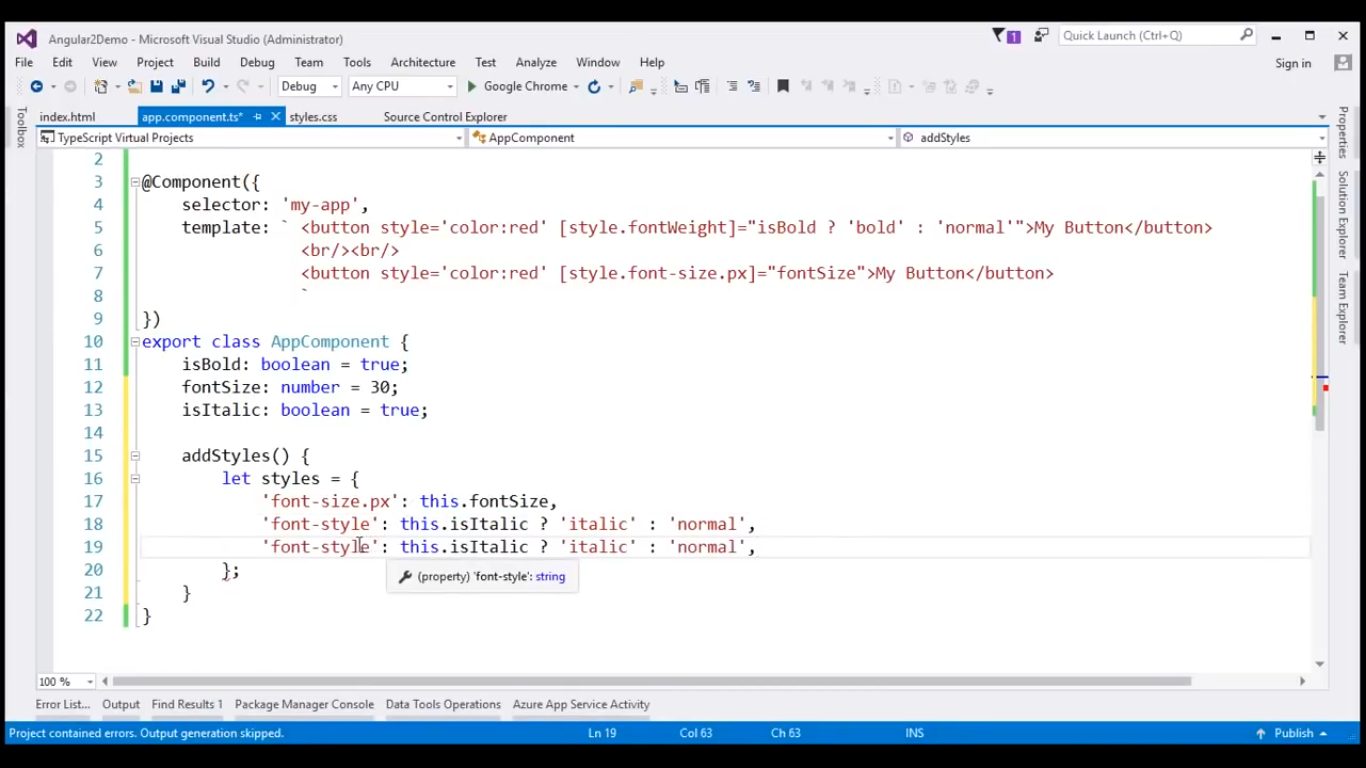 Angular2Demo - Microsoft Visual Studio (Administrator)
1
Quick Launch (Ctrl+Q)
File Edit View Project Build Debug Team Tools Architecture Test Analyze Window Help
Sign in
Debug Any CPU Google Chrome
index.html app.component.ts* styles.css Source Control Explorer
TypeScript Virtual Projects AppComponent addStyles
Toolbox
Properties
Solution Explorer
Team Explorer
2
3 @Component({
4 selector: 'my-app',
5 template: ` <button style='color:red' [style.fontWeight]="isBold ? 'bold' : 'normal'">My Button</button>
6 <br/><br/>
7 <button style='color:red' [style.font-size.px]="fontSize">My Button</button>
8 `
9 })
10 export class AppComponent {
11 isBold: boolean = true;
12 fontSize: number = 30;
13 isItalic: boolean = true;
14
15 addStyles() {
16 let styles = {
17 'font-size.px': this.fontSize,
18 'font-style': this.isItalic ? 'italic' : 'normal',
19 'font-style': this.isItalic ? 'italic' : 'normal',
20 };
(property) 'font-style': string
21 }
22 }
100 %
Error List... Output Find Results 1 Package Manager Console Data Tools Operations Azure App Service Activity
Project contained errors. Output generation skipped. Ln 19 Col 63 Ch 63 INS Publish